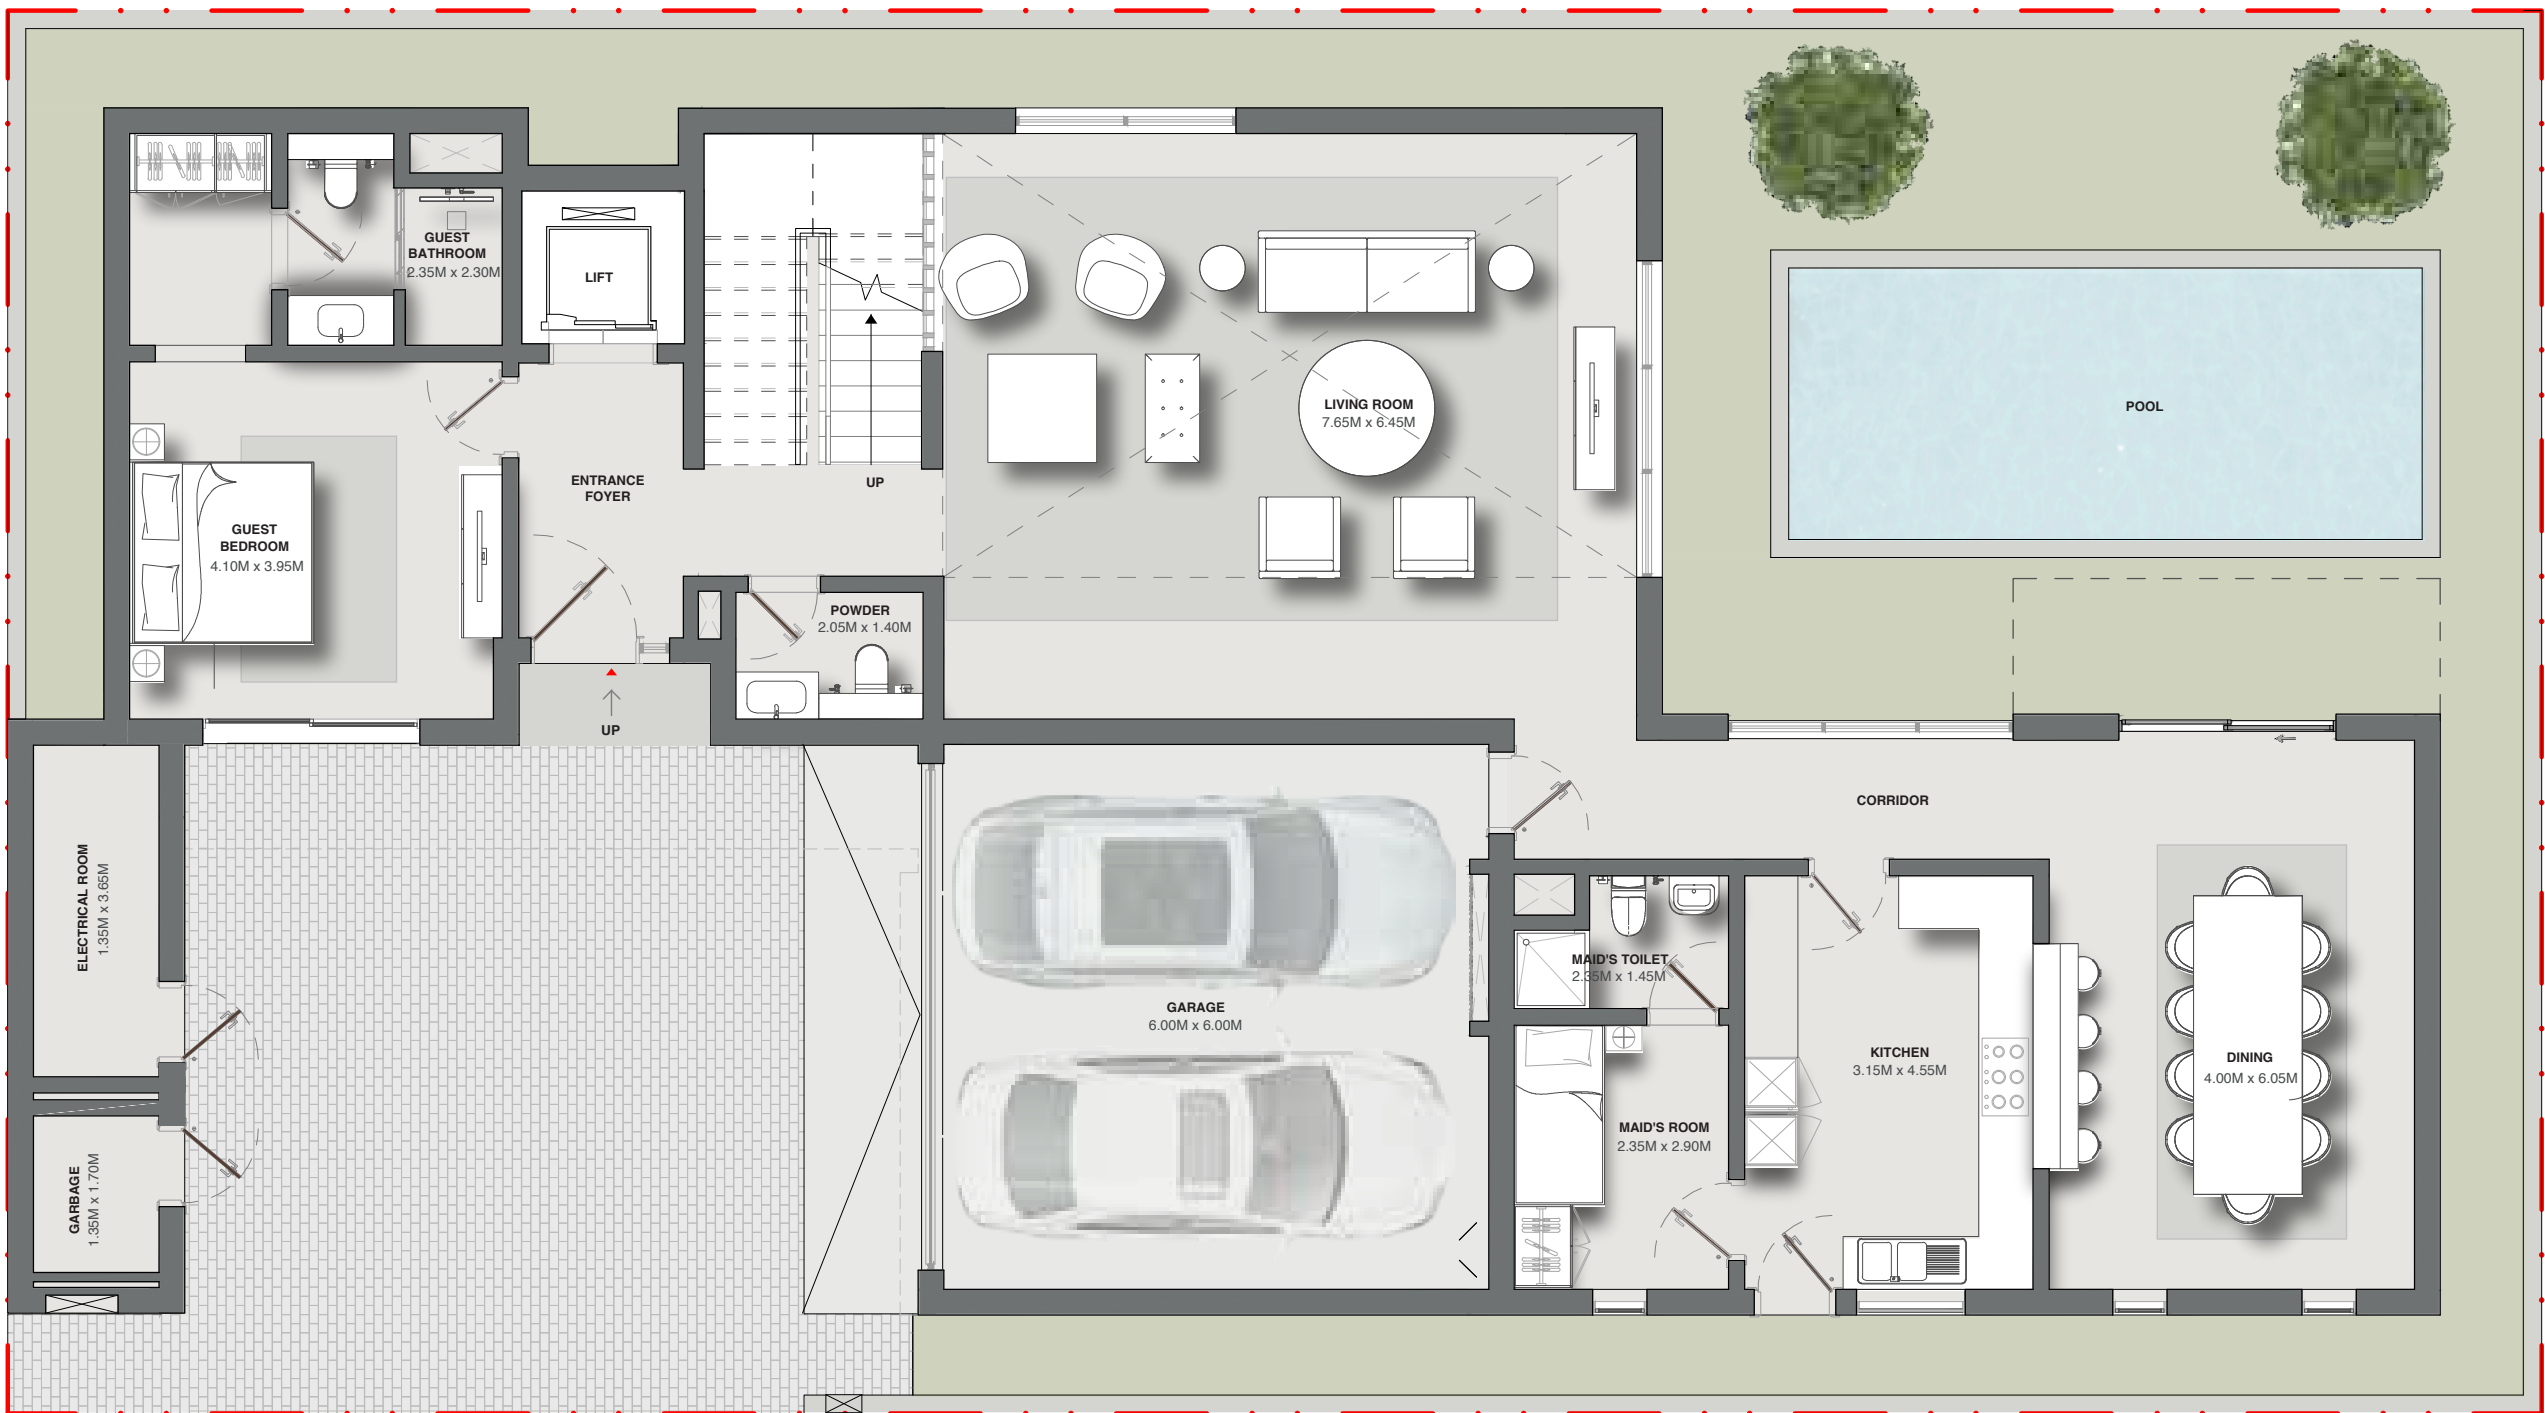 GUEST
BATHROOM
2.35M x 2.30M
LIFT
LIVING ROOM
7.65M x 6.45M
POOL
UP
ENTRANCE
FOYER
GUEST
BEDROOM
4.10M x 3.95M
POWDER
2.05M x 1.40M
UP
CORRIDOR
ELECTRICAL ROOM
1.35M x 3.65M
MAID'S TOILET
2.35M x 1.45M
GARAGE
6.00M x 6.00M
KITCHEN
3.15M x 4.55M
DINING
4.00M x 6.05M
MAID'S ROOM
2.35M x 2.90M
GARBAGE
1.35M x 1.70M